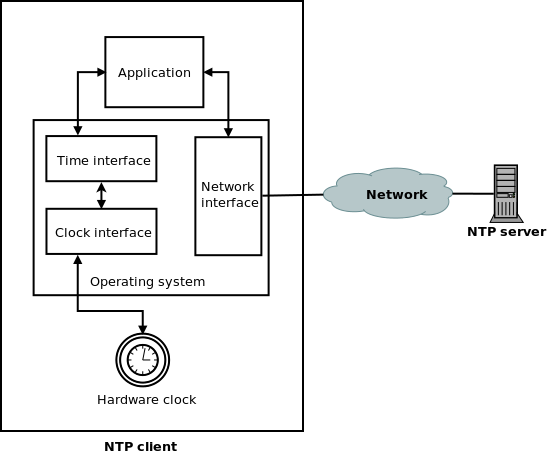 Application
Time interface
Network
interface
Clock interface
Operating system
Hardware clock
NTP client
Network
NTP server